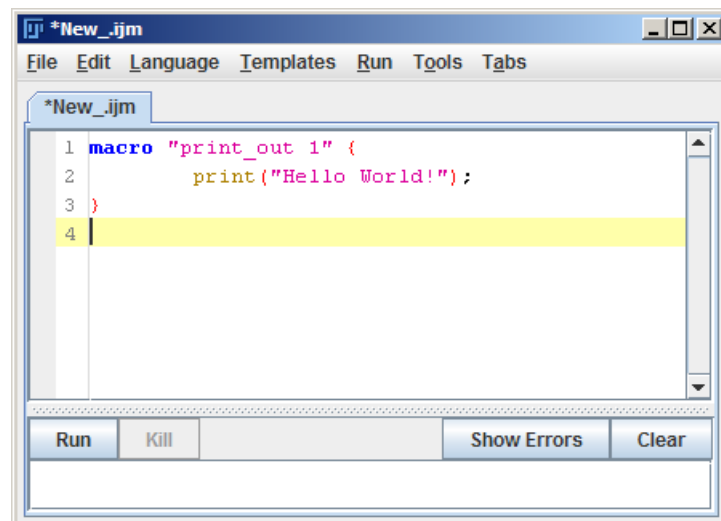 *New_.ijm
File Edit Language Templates Run Tools Tabs
*New_.ijm
1 macro "print_out 1" {
2 print("Hello World!");
3 }
4
Run Kill Show Errors Clear